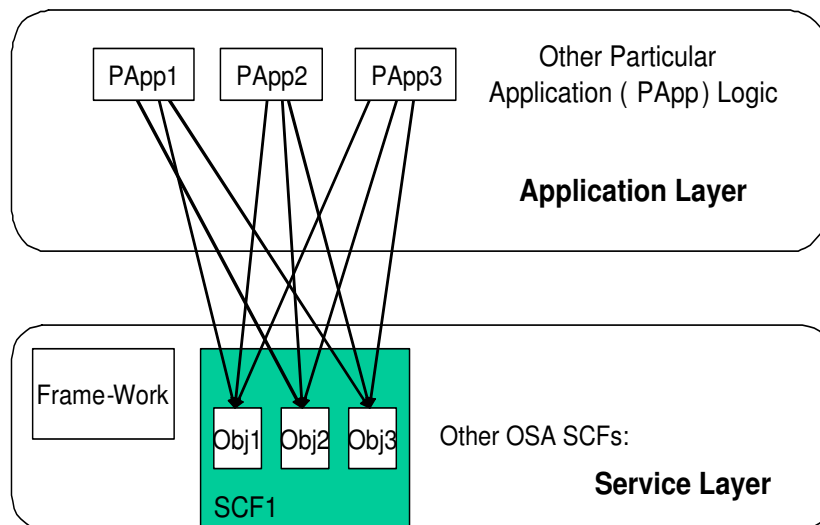 PApp1
PApp2
PApp3
Other Particular
Application ( PApp) Logic
Application Layer
Frame-Work
Obj1
Obj2
Obj3
SCF1
Other OSA SCFs:
Service Layer